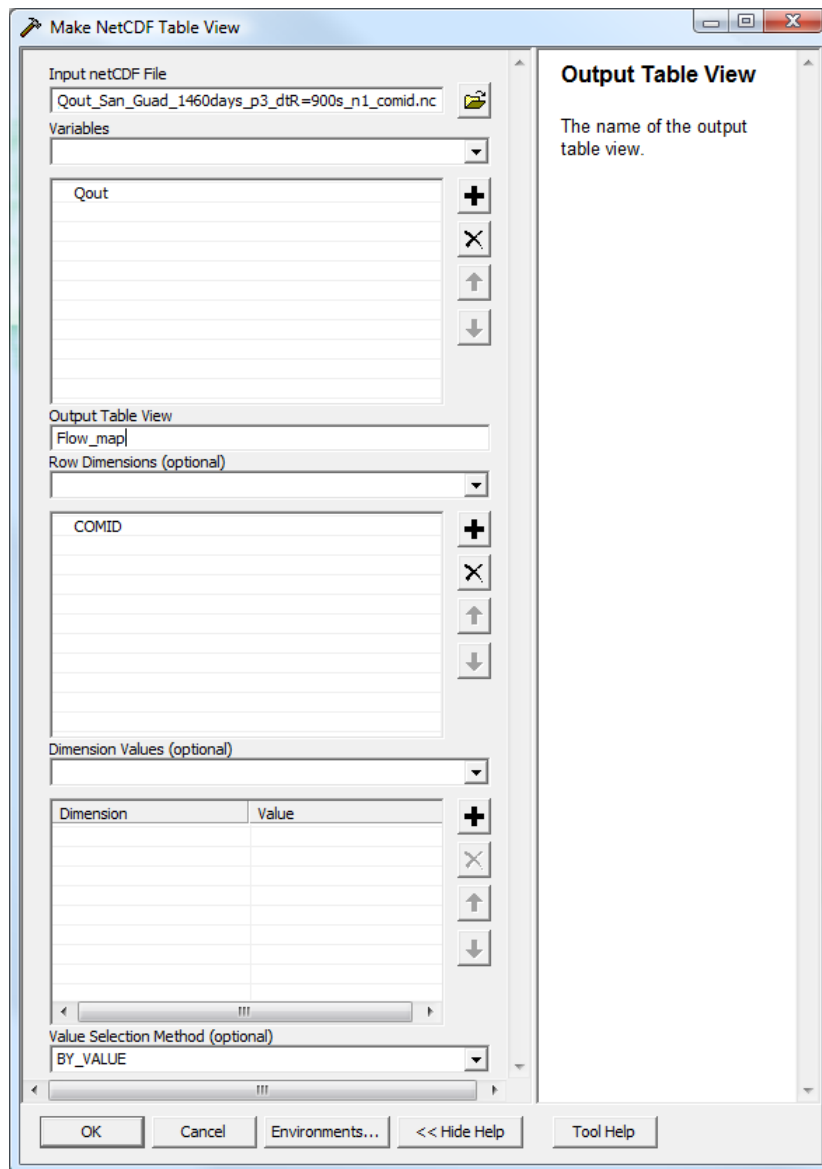 Make NetCDF Table View
Input netCDF File
Qout_San_Guad_1460days_p3_dtR=900s_n1_comid.nc
Variables
Qout
Output Table View
Flow_map
Row Dimensions (optional)
COMID
Dimension Values (optional)
Dimension Value
Value Selection Method (optional)
BY_VALUE
OK Cancel Environments... << Hide Help Tool Help
Output Table View
The name of the output
table view.